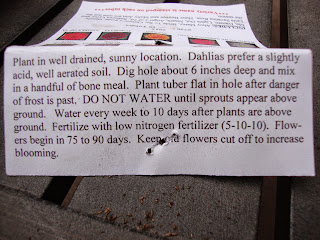 Plant in well drained, sunny location. Dahlias prefer a slightly
acid, well aerated soil. Dig hole about 6 inches deep and mix
in a handful of bone meal. Plant tuber flat in hole after danger
of frost is past. DO NOT WATER until sprouts appear above
ground. Water every week to 10 days after plants are above
ground. Fertilize with low nitrogen fertilizer (5-10-10). Flow-
ers begin in 75 to 90 days. Keep old flowers cut off to increase
blooming.